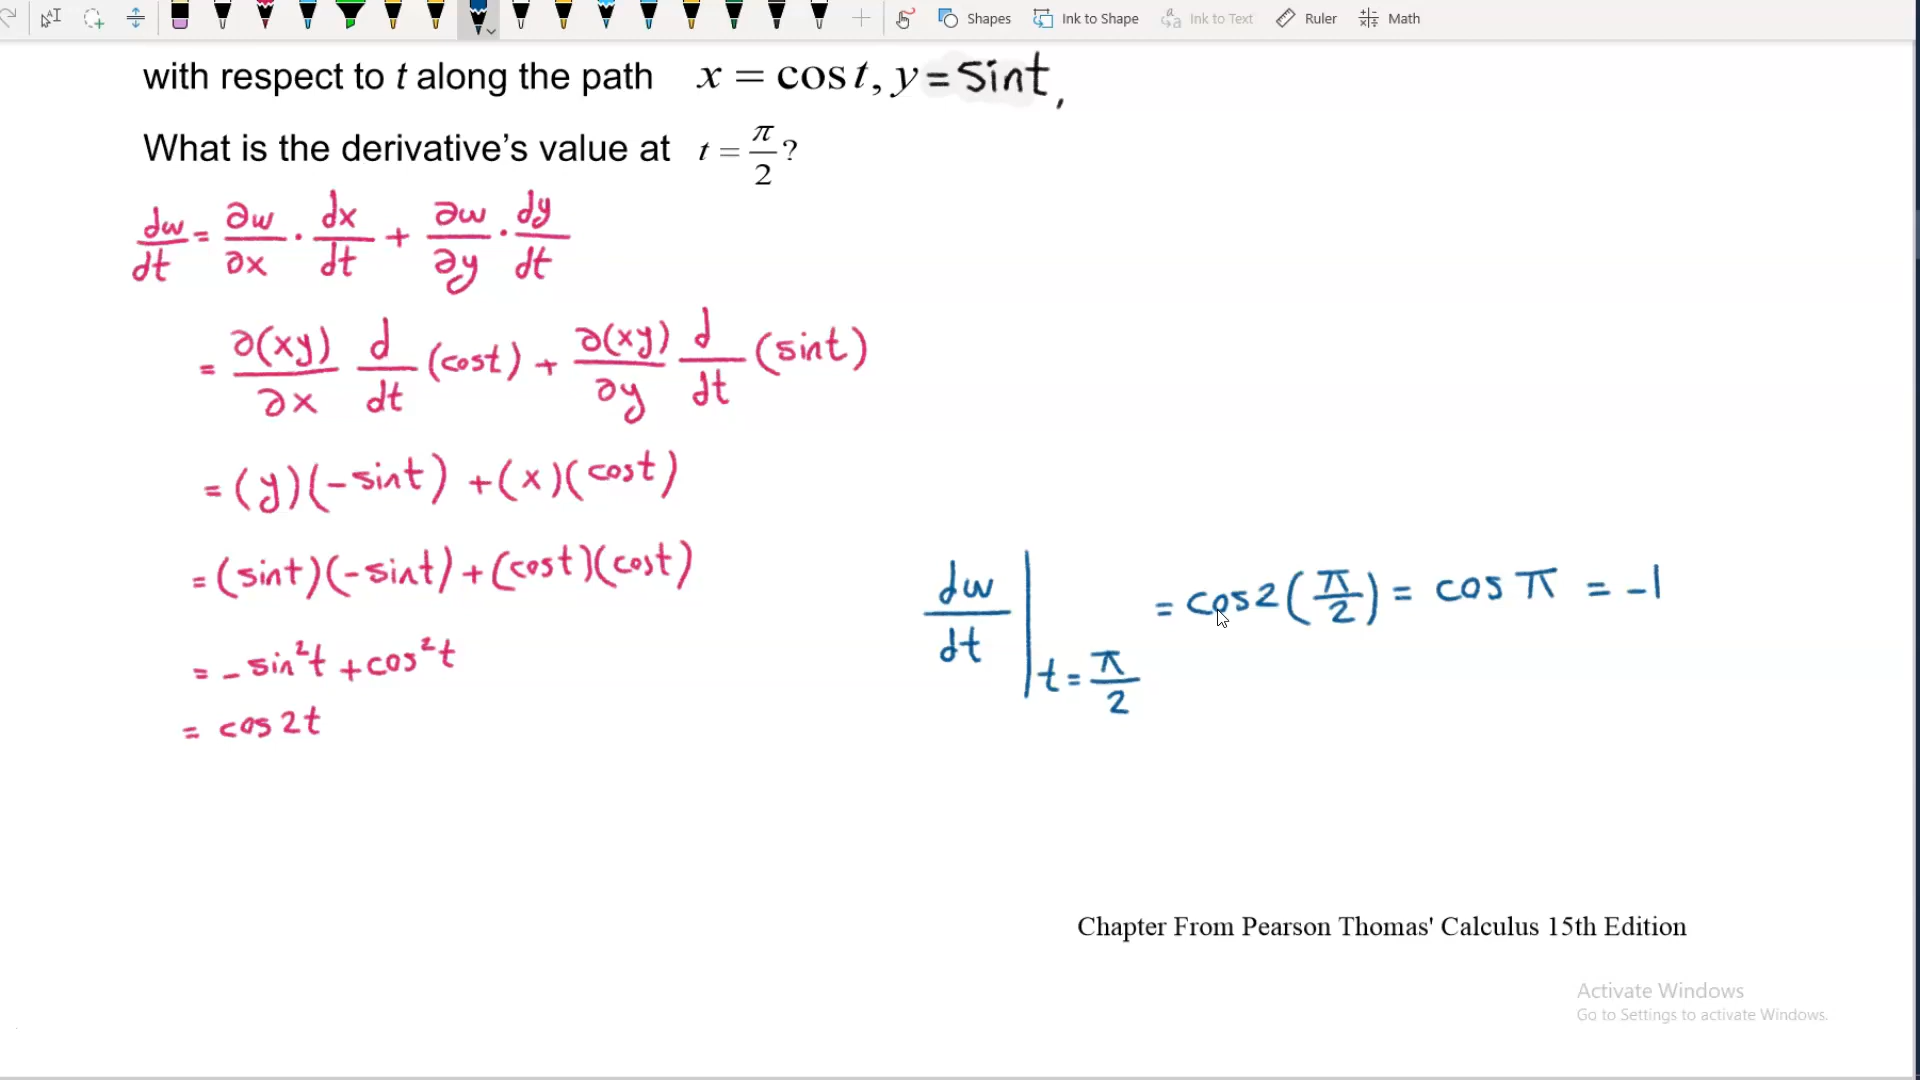 Shapes Ink to Shape Ink to Text Ruler Math
with respect to t along the path x = cos t, y = sint,
What is the derivative's value at t = π/2 ?
dw/dt = ∂w/∂x · dx/dt + ∂w/∂y · dy/dt
= ∂(xy)/∂x d/dt (cost) + ∂(xy)/∂y d/dt (sint)
= (y)(-sint) + (x)(cost)
= (sint)(-sint) + (cost)(cost)
= - sin²t + cos²t
= cos 2t
dw/dt | t = π/2 = cos2(π/2) = cos π = -1
Chapter From Pearson Thomas' Calculus 15th Edition
Activate Windows
Go to Settings to activate Windows.